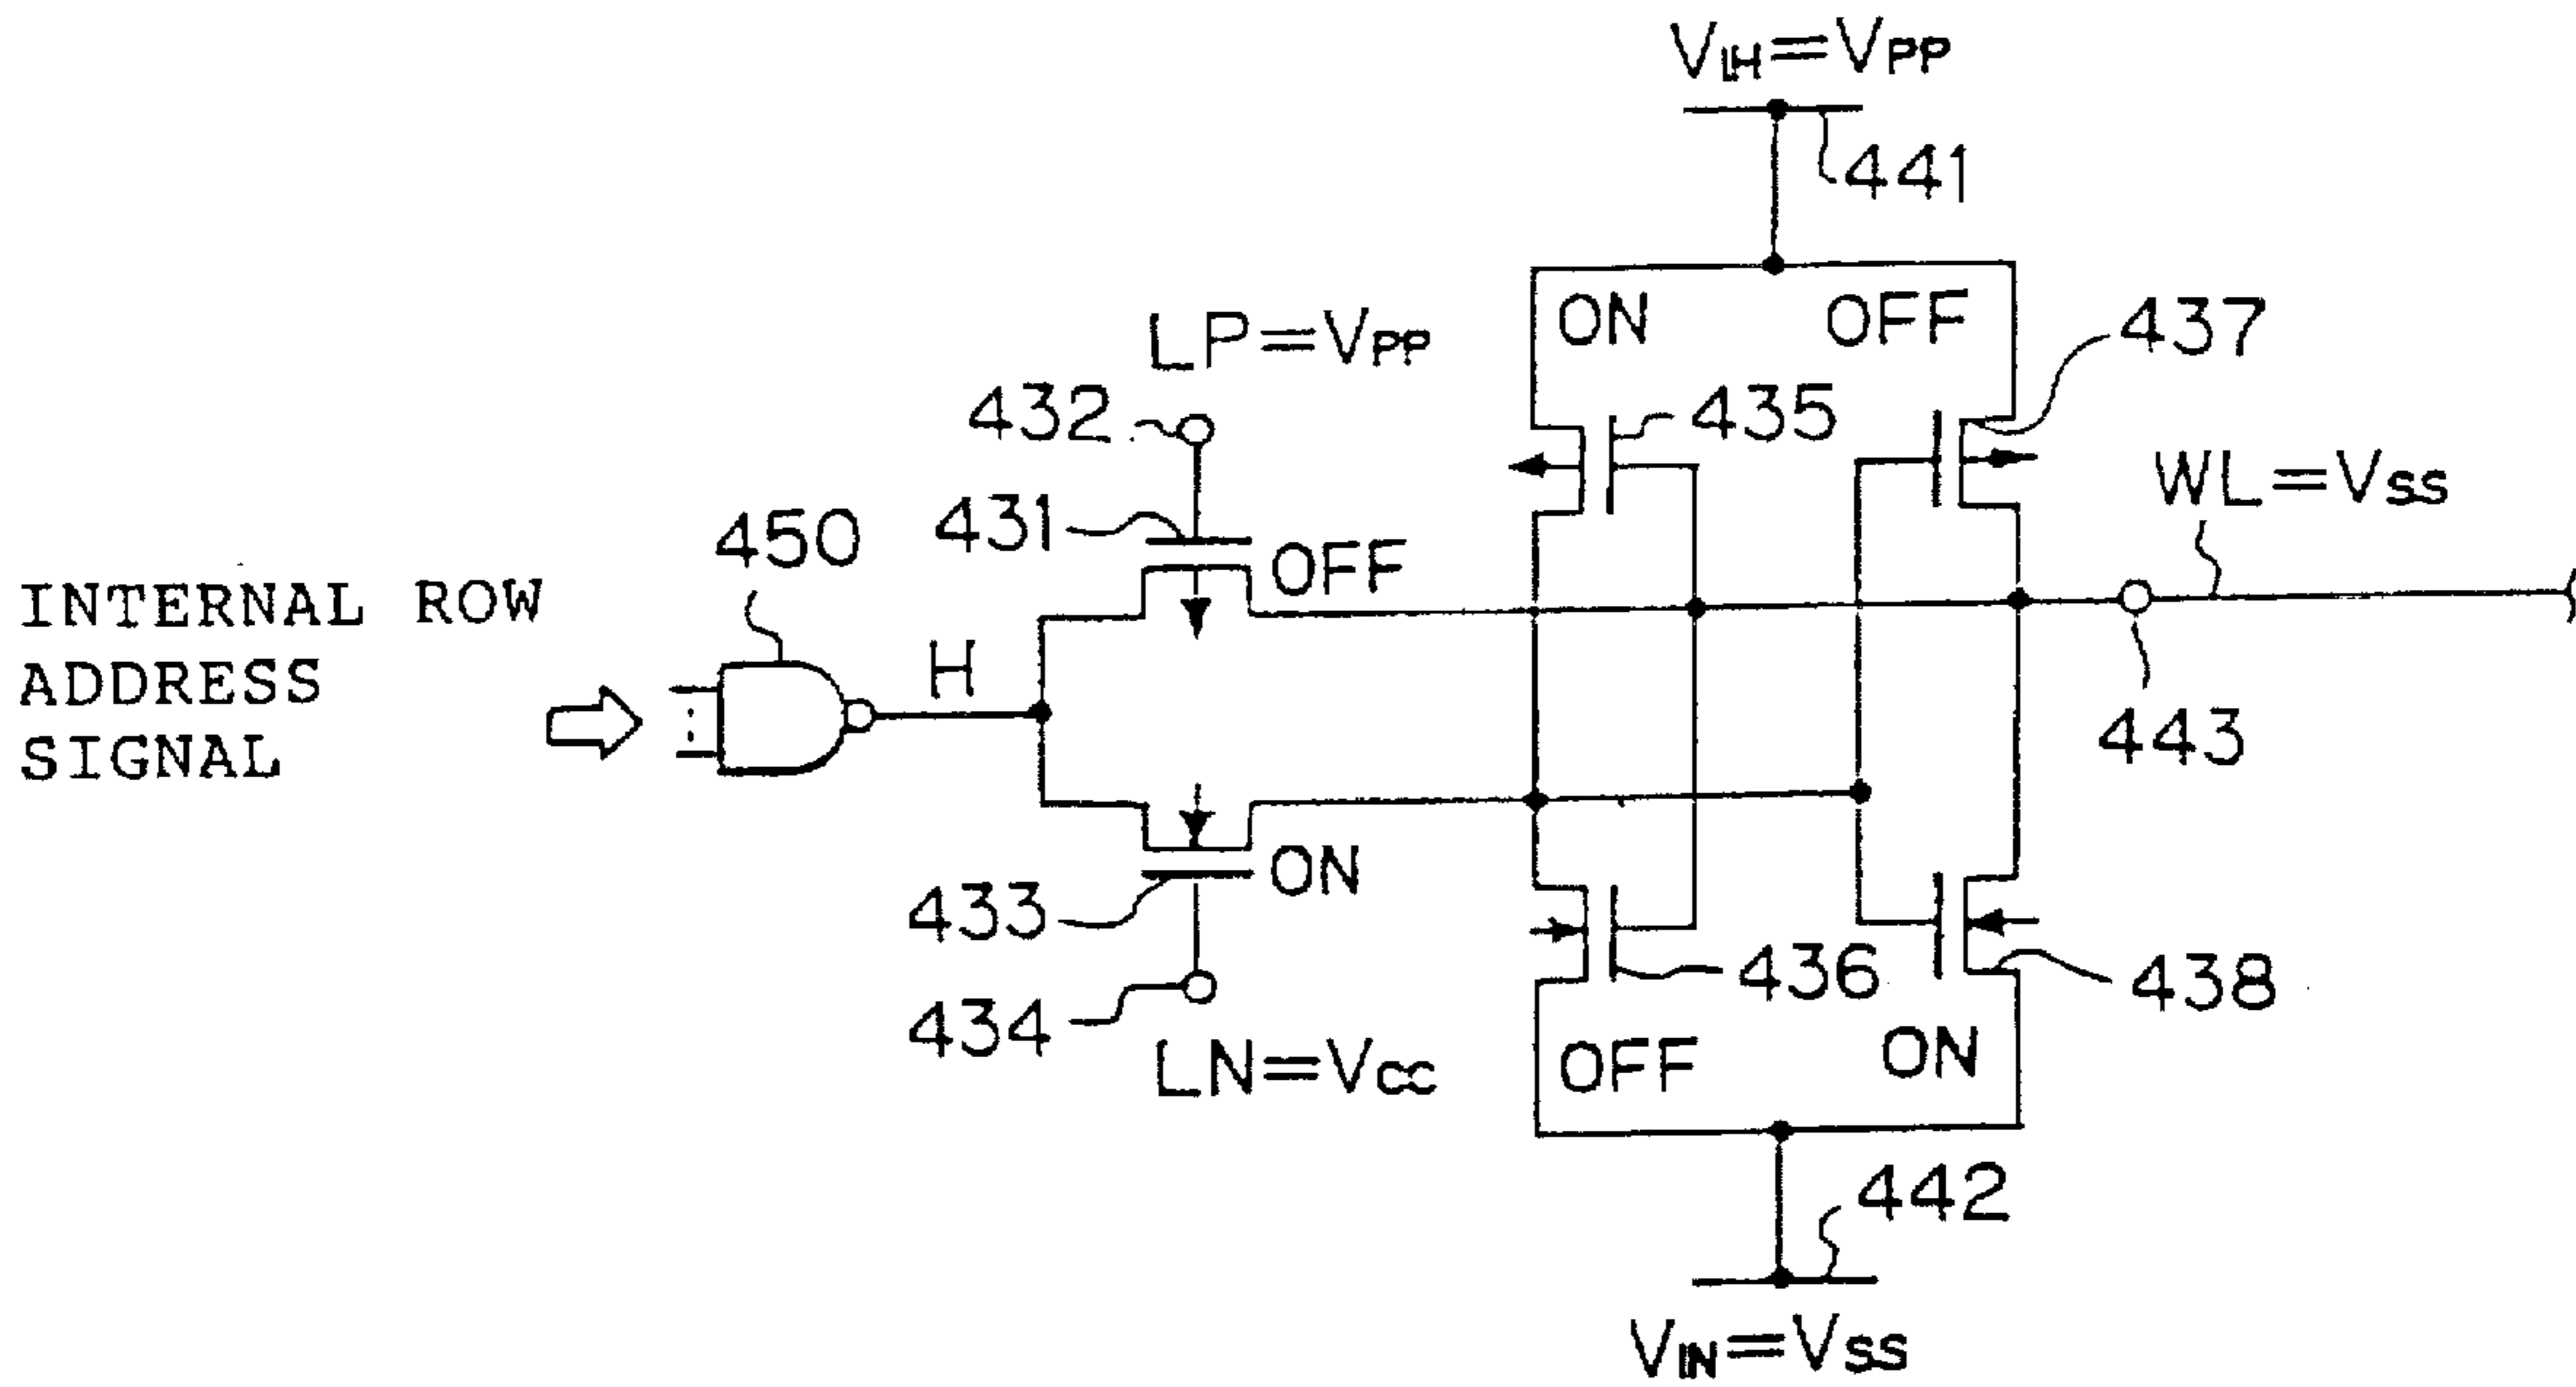 VIH=VPP
441
ON
OFF
437
LP=VPP
432
435
WL=VSS
431
OFF
450
INTERNAL ROW
ADDRESS
SIGNAL
H
443
ON
433
436
438
434
LN=VCC
OFF
ON
442
VIN=VSS